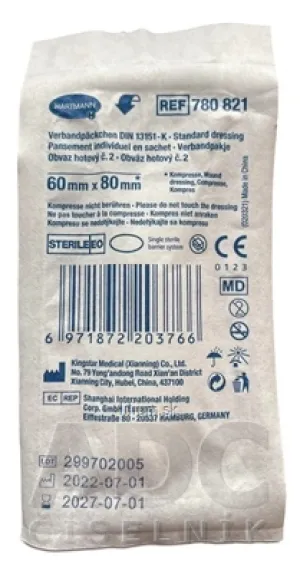 HARTMANN
REF 780 821
Verbandpäckchen DIN 13151-K - Standard dressing
Pansement individuel en sachet - Verbandpakje
Obvaz hotový č.2 - Obväz hotový č.2
60mm x 80mm*
* Kompresse, Wound
dressing, Compresse,
Kompres
Kompresse nicht berühren - Please do not touch the dressing
Ne pas toucher à la compresse - Kompres niet aanraken
Kompresu se nedotýkejte - Nedotýkajte sa kompresu
(020321) Made in China
STERILE EO
Single sterile
barrier system
0123
MD
6 971872 203766
Kingstar Medical (Xianning) Co., Ltd.
No. 79 Yang'andong Road Xian'an District
Xianning City, Hubei, China, 437100
EC REP
Shanghai International Holding
Corp. GmbH (Europe)
Eiffestraße 80 - 20537 HAMBURG, GERMANY
LOT 299702005
2022-07-01
2027-07-01
ADC
ČÍSELNÍK